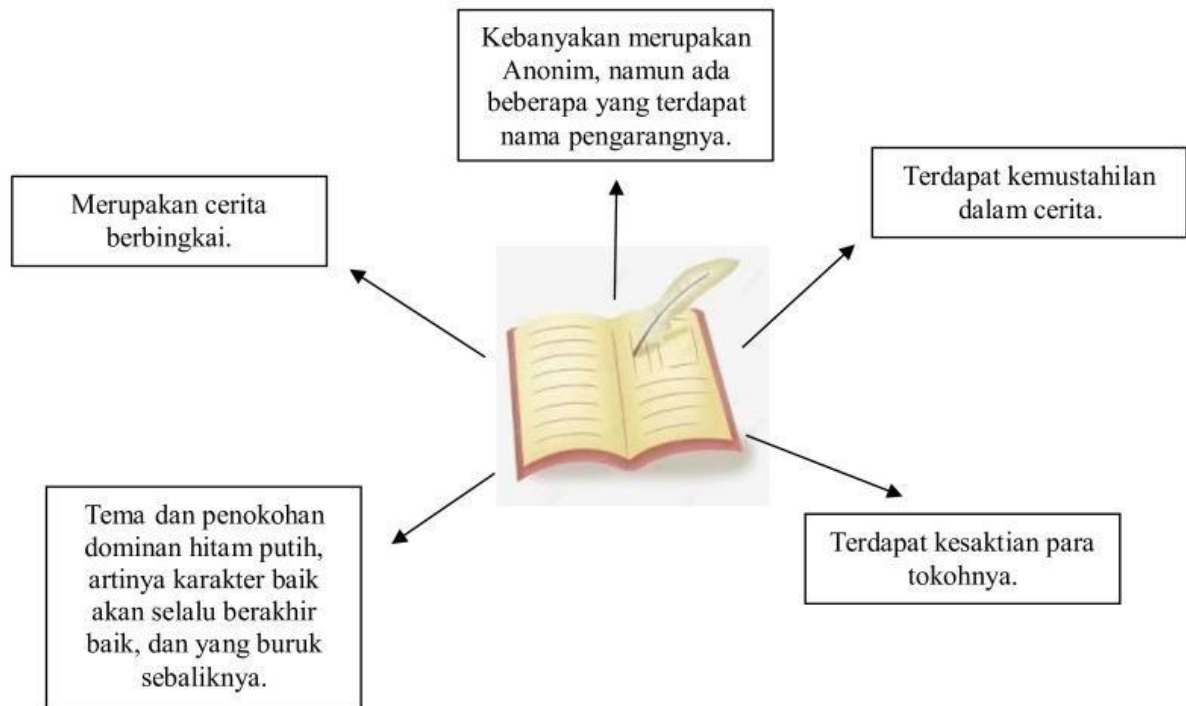 Kebanyakan merupakan
Anonim, namun ada
beberapa yang terdapat
nama pengarangnya.
Merupakan cerita
berbingkai.
Terdapat kemustahilan
dalam cerita.
Tema dan penokohan
dominan hitam putih,
artinya karakter baik
akan selalu berakhir
baik, dan yang buruk
sebaliknya.
Terdapat kesaktian para
tokohnya.